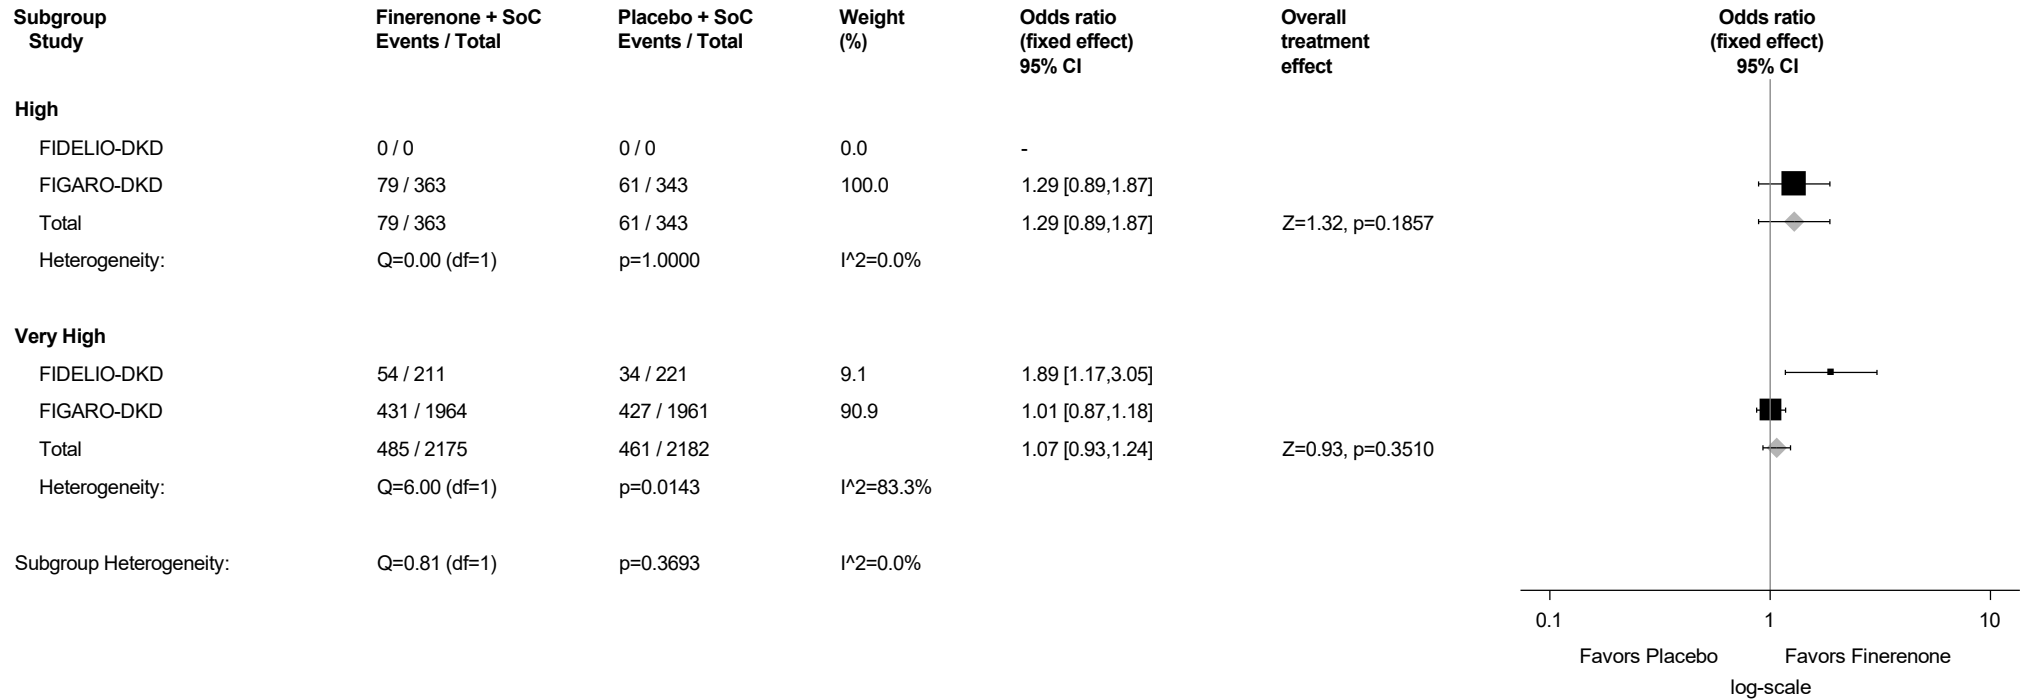 Subgroup Finerenone + SoC Placebo + SoC Weight Odds ratio Overall Odds ratio
Study Events / Total Events / Total (%) (fixed effect) treatment (fixed effect)
95% CI effect 95% CI
High
FIDELIO-DKD 0 / 0 0 / 0 0.0 -
FIGARO-DKD 79 / 363 61 / 343 100.0 1.29 [0.89,1.87]
Total 79 / 363 61 / 343 1.29 [0.89,1.87] Z=1.32, p=0.1857
Heterogeneity: Q=0.00 (df=1) p=1.0000 I^2=0.0%
Very High
FIDELIO-DKD 54 / 211 34 / 221 9.1 1.89 [1.17,3.05]
FIGARO-DKD 431 / 1964 427 / 1961 90.9 1.01 [0.87,1.18]
Total 485 / 2175 461 / 2182 1.07 [0.93,1.24] Z=0.93, p=0.3510
Heterogeneity: Q=6.00 (df=1) p=0.0143 I^2=83.3%
Subgroup Heterogeneity: Q=0.81 (df=1) p=0.3693 I^2=0.0%
0.1 1 10
Favors Placebo Favors Finerenone
log-scale